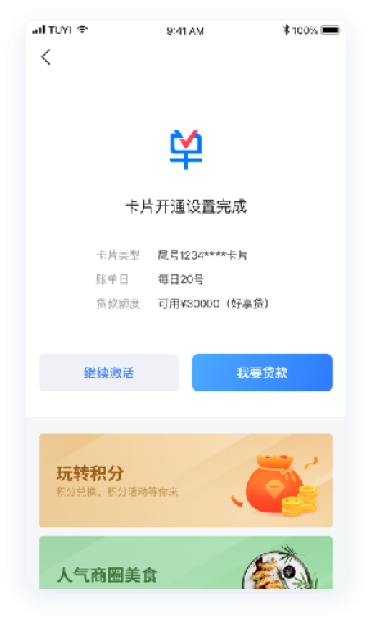 TUYI
9:41 AM
100%
卡片开通设置完成
卡片类型 尾号1234****卡片
账单日 每日20号
贷款额度 可用¥30000（好享贷）
继续激活
我要贷款
玩转积分
积分兑换、积分活动等你来
人气商圈美食